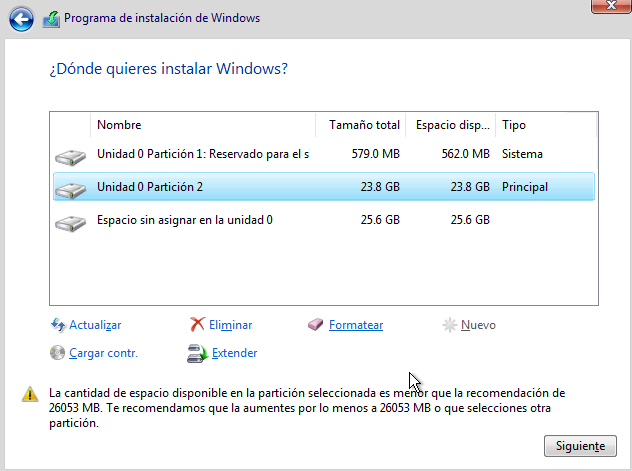 Programa de instalación de Windows
¿Dónde quieres instalar Windows?
Nombre Tamaño total Espacio disp... Tipo
Unidad 0 Partición 1: Reservado para el s 579.0 MB 562.0 MB Sistema
Unidad 0 Partición 2 23.8 GB 23.8 GB Principal
Espacio sin asignar en la unidad 0 25.6 GB 25.6 GB
Actualizar Eliminar Formatear Nuevo
Cargar contr. Extender
La cantidad de espacio disponible en la partición seleccionada es menor que la recomendación de
26053 MB. Te recomendamos que la aumentes por lo menos a 26053 MB o que selecciones otra
partición.
Siguiente